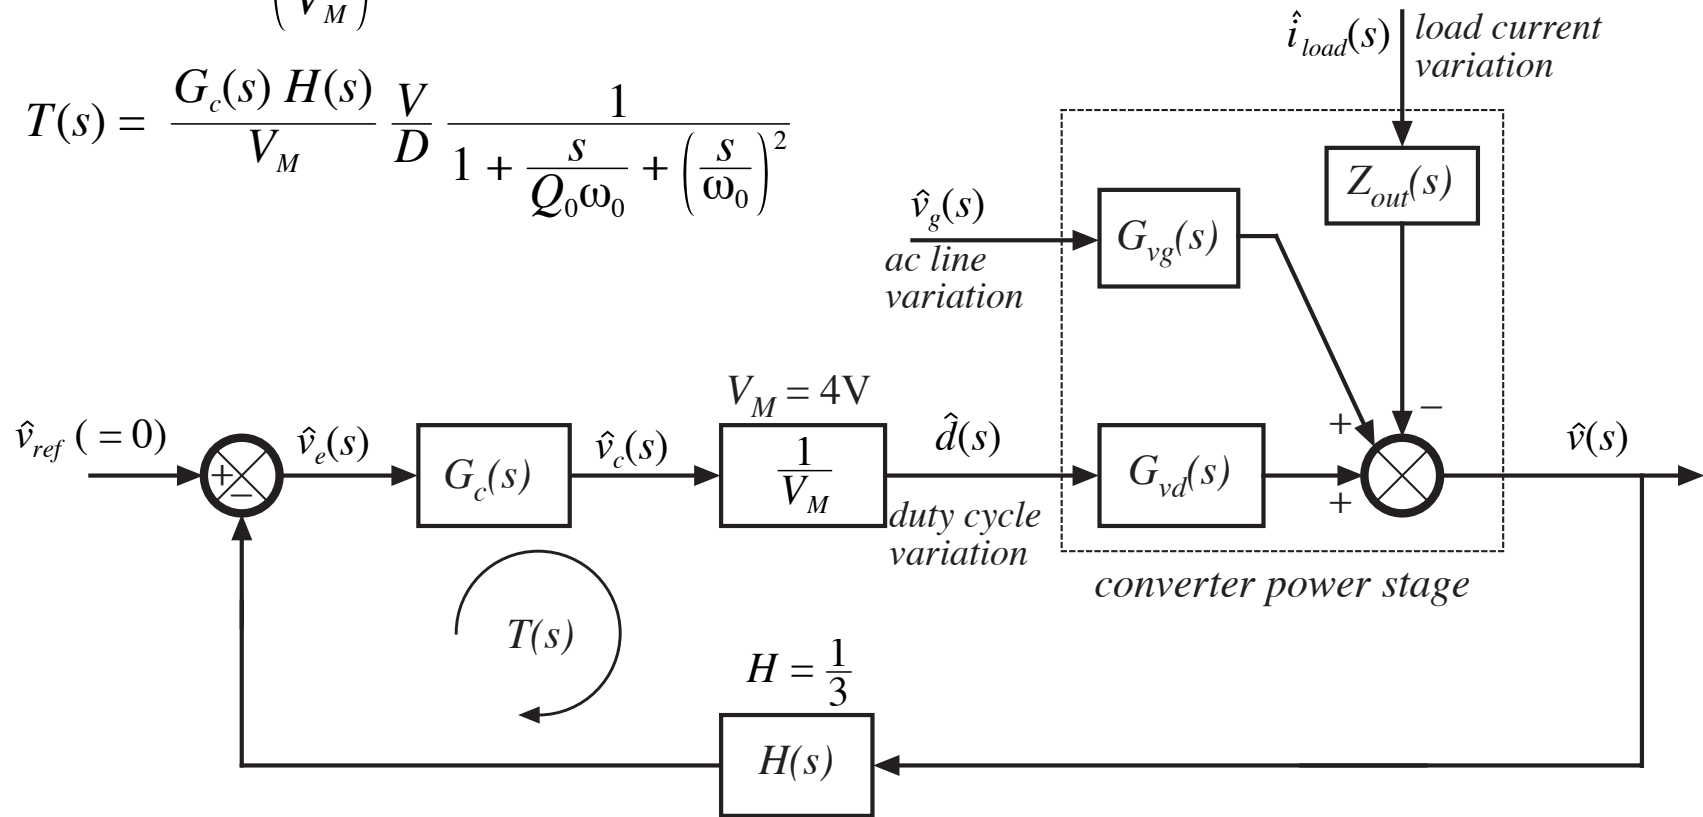 ( V_M )
T(s) = G_c(s) H(s) / V_M V / D 1 / (1 + s / (Q_0ω_0) + (s / ω_0)^2)
î_load(s) load current
variation
Z_out(s)
v̂_g(s)
G_vg(s)
ac line
variation
V_M = 4V
v̂_ref ( = 0)
+
−
v̂_e(s)
G_c(s)
v̂_c(s)
1 / V_M
d̂(s)
duty cycle
variation
G_vd(s)
+
−
+
v̂(s)
converter power stage
T(s)
H = 1 / 3
H(s)